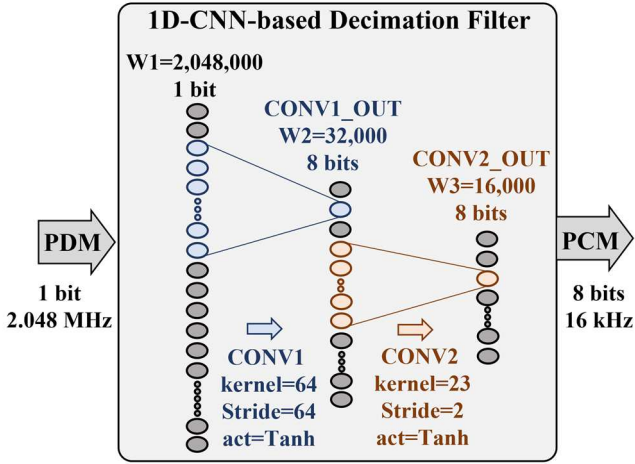 1D-CNN-based Decimation Filter
W1=2,048,000
1 bit
CONV1_OUT
W2=32,000
8 bits
CONV2_OUT
W3=16,000
8 bits
PDM
1 bit
2.048 MHz
PCM
8 bits
16 kHz
CONV1
kernel=64
Stride=64
act=Tanh
CONV2
kernel=23
Stride=2
act=Tanh